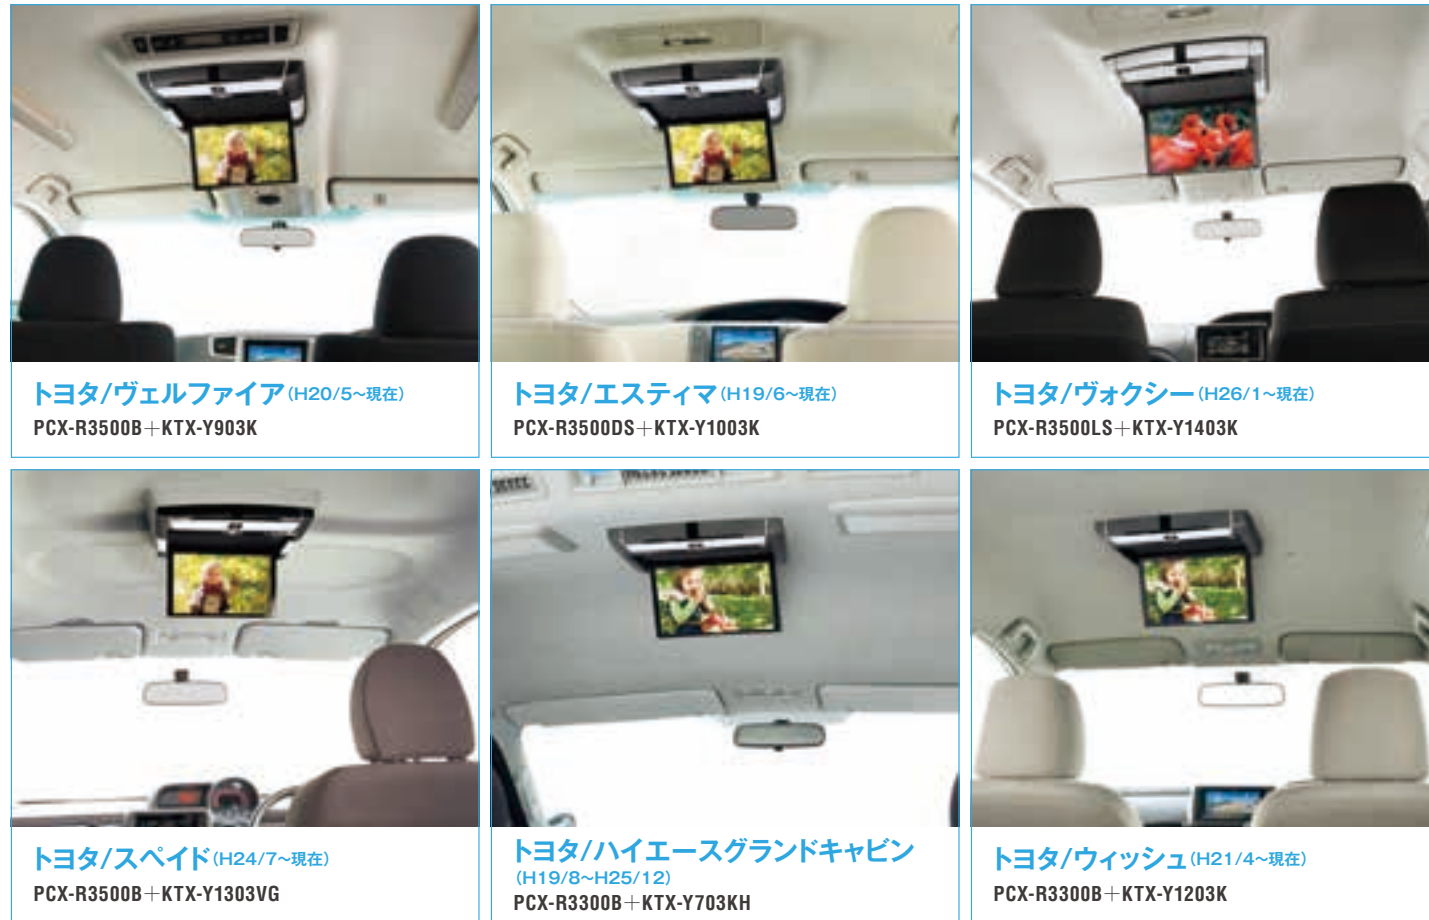 トヨタ/ヴェルファイア(H20/5~現在)
PCX-R3500B+KTX-Y903K
トヨタ/エスティマ(H19/6~現在)
PCX-R3500DS+KTX-Y1003K
トヨタ/ヴォクシー(H26/1~現在)
PCX-R3500LS+KTX-Y1403K
トヨタ/スペイド(H24/7~現在)
PCX-R3500B+KTX-Y1303VG
トヨタ/ハイエースグランドキャビン
(H19/8~H25/12)
PCX-R3300B+KTX-Y703KH
トヨタ/ウィッシュ(H21/4~現在)
PCX-R3300B+KTX-Y1203K